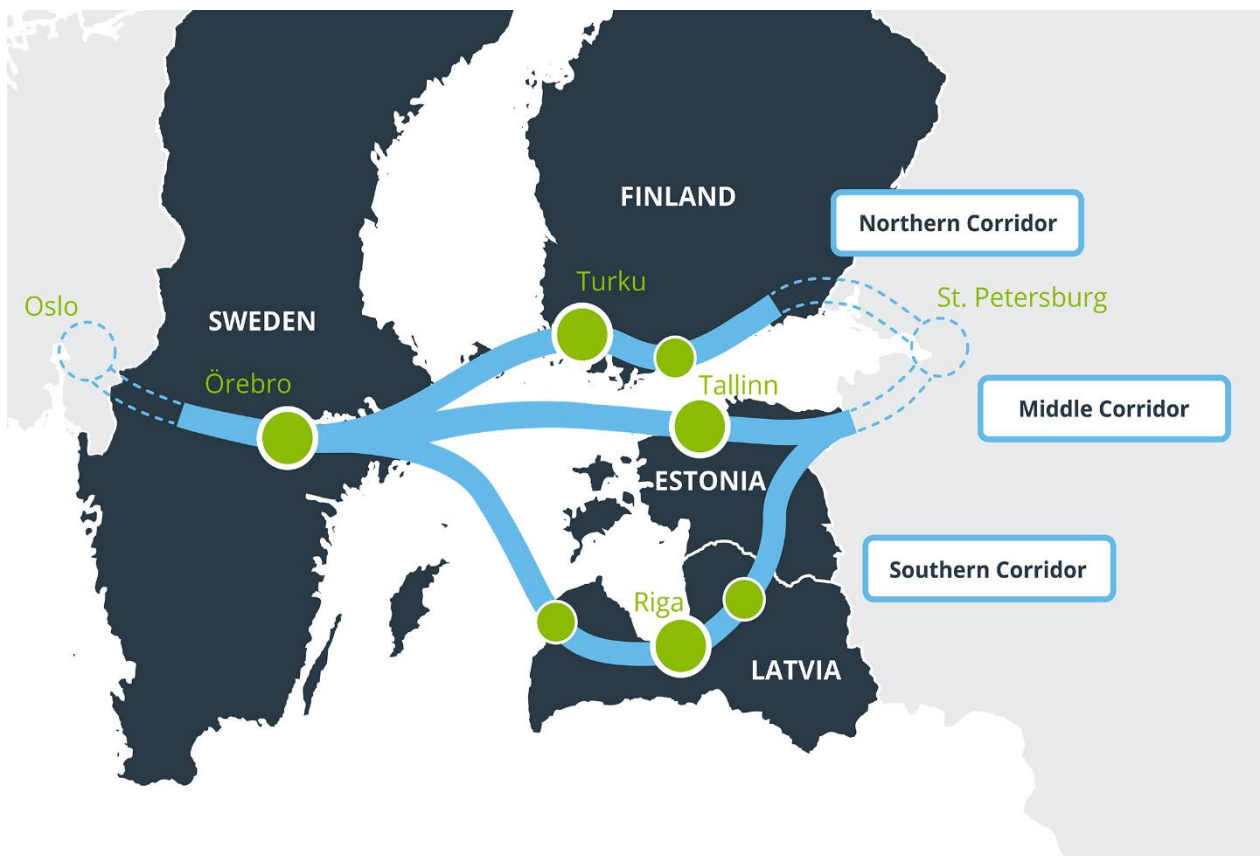 FINLAND
Northern Corridor
Turku
Oslo
St. Petersburg
SWEDEN
Örebro
Tallinn
Middle Corridor
ESTONIA
Southern Corridor
Riga
LATVIA